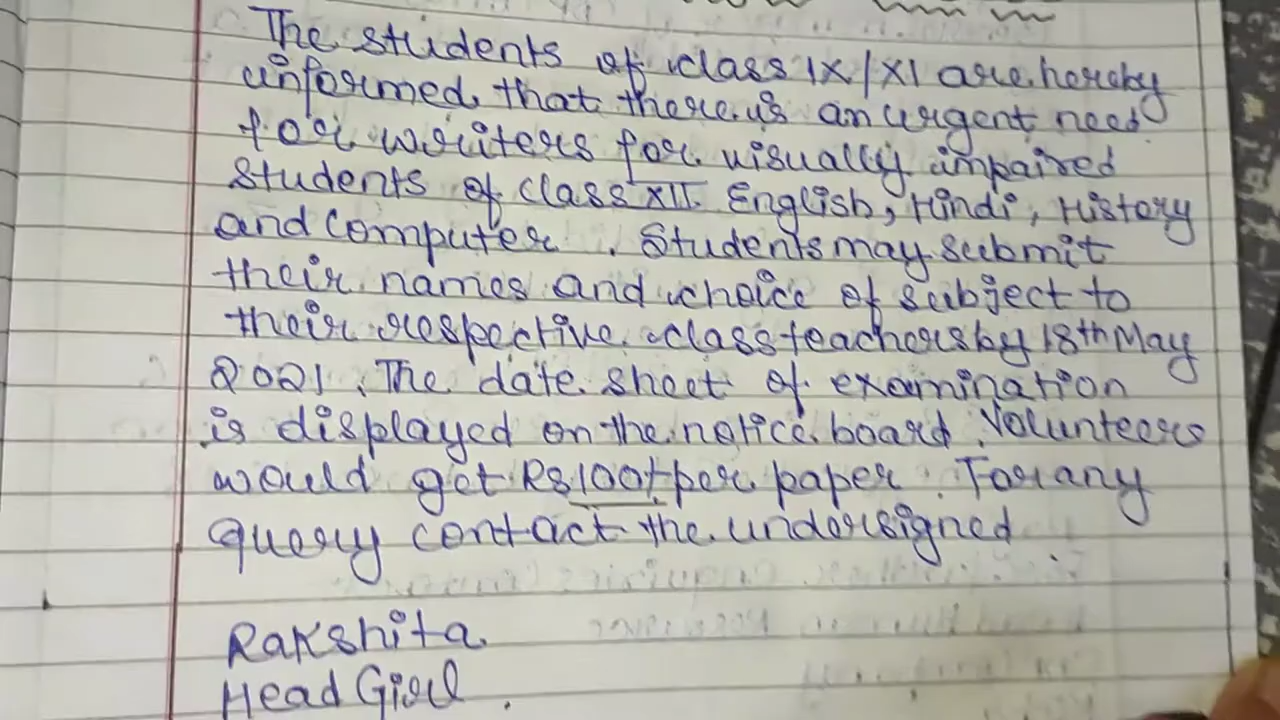 The students of class IX/XI are hereby
informed that there is an urgent need
for writers for visually impaired
students of class XII English, Hindi, History
and computer. Students may submit
their names and choice of subject to
their respective class teachers by 18th May
2021. The date sheet of examination
is displayed on the notice board. Volunteers
would get Rs 100 per paper. For any
query contact the undersigned.
Rakshita
Head Girl.